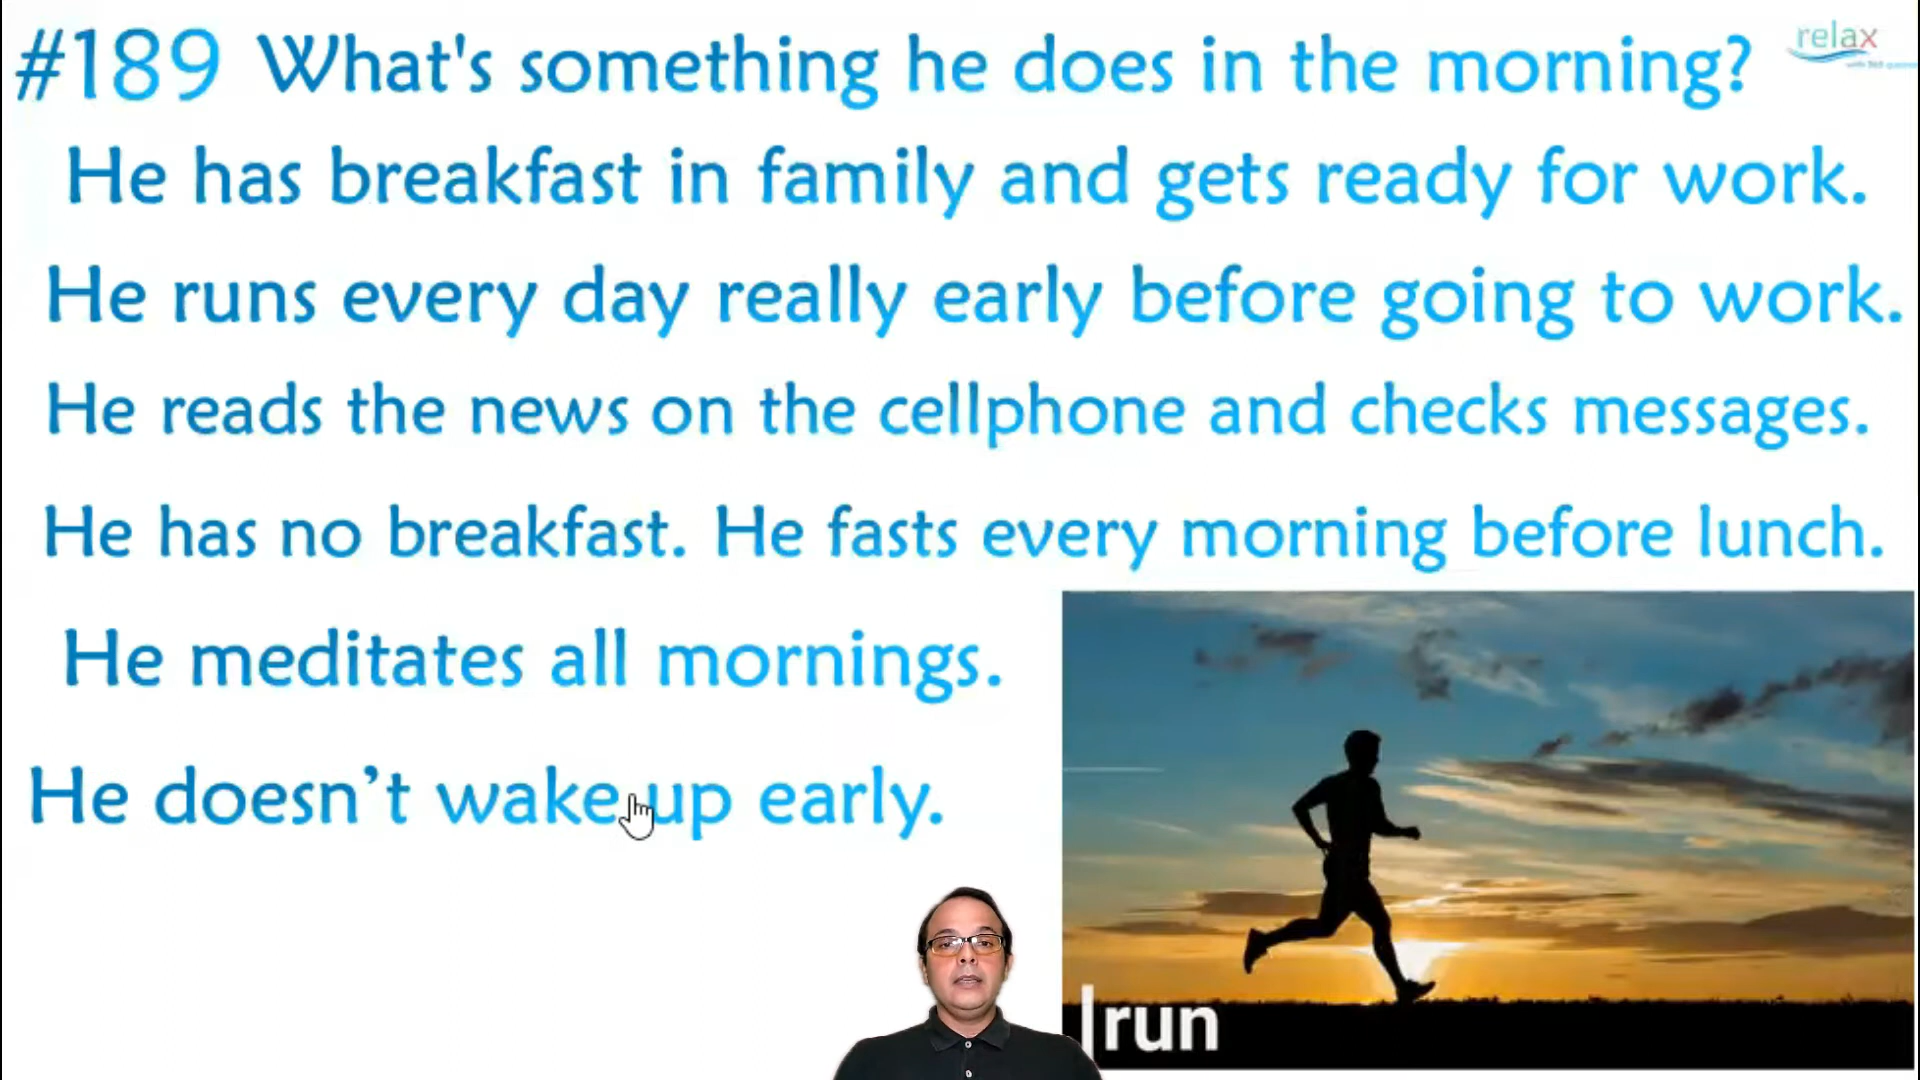 #189 What's something he does in the morning?
relax
He has breakfast in family and gets ready for work.
He runs every day really early before going to work.
He reads the news on the cellphone and checks messages.
He has no breakfast. He fasts every morning before lunch.
He meditates all mornings.
He doesn’t wake up early.
run